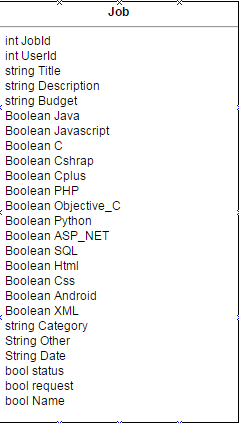 Job
int JobId
int UserId
string Title
string Description
string Budget
Boolean Java
Boolean Javascript
Boolean C
Boolean Cshrap
Boolean Cplus
Boolean PHP
Boolean Objective_C
Boolean Python
Boolean ASP_NET
Boolean SQL
Boolean Html
Boolean Css
Boolean Android
Boolean XML
string Category
String Other
String Date
bool status
bool request
bool Name